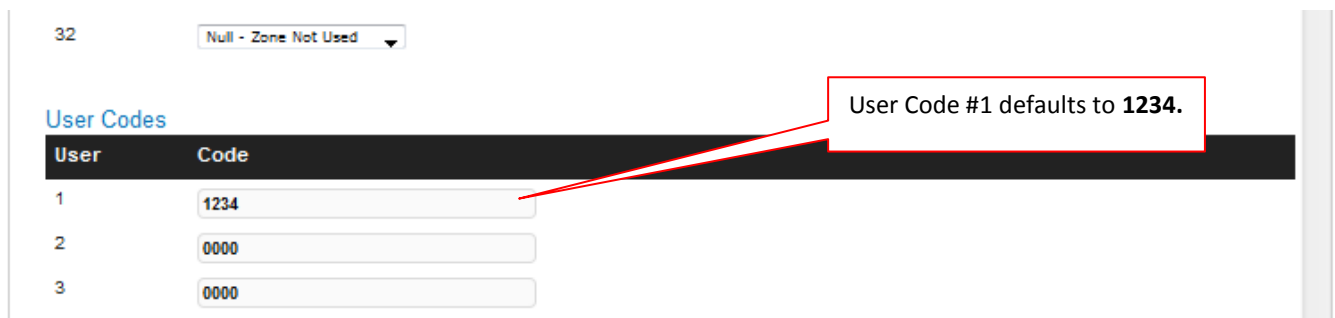 32 Null - Zone Not Used
User Code #1 defaults to 1234.
User Codes
User Code
1 1234
2 0000
3 0000